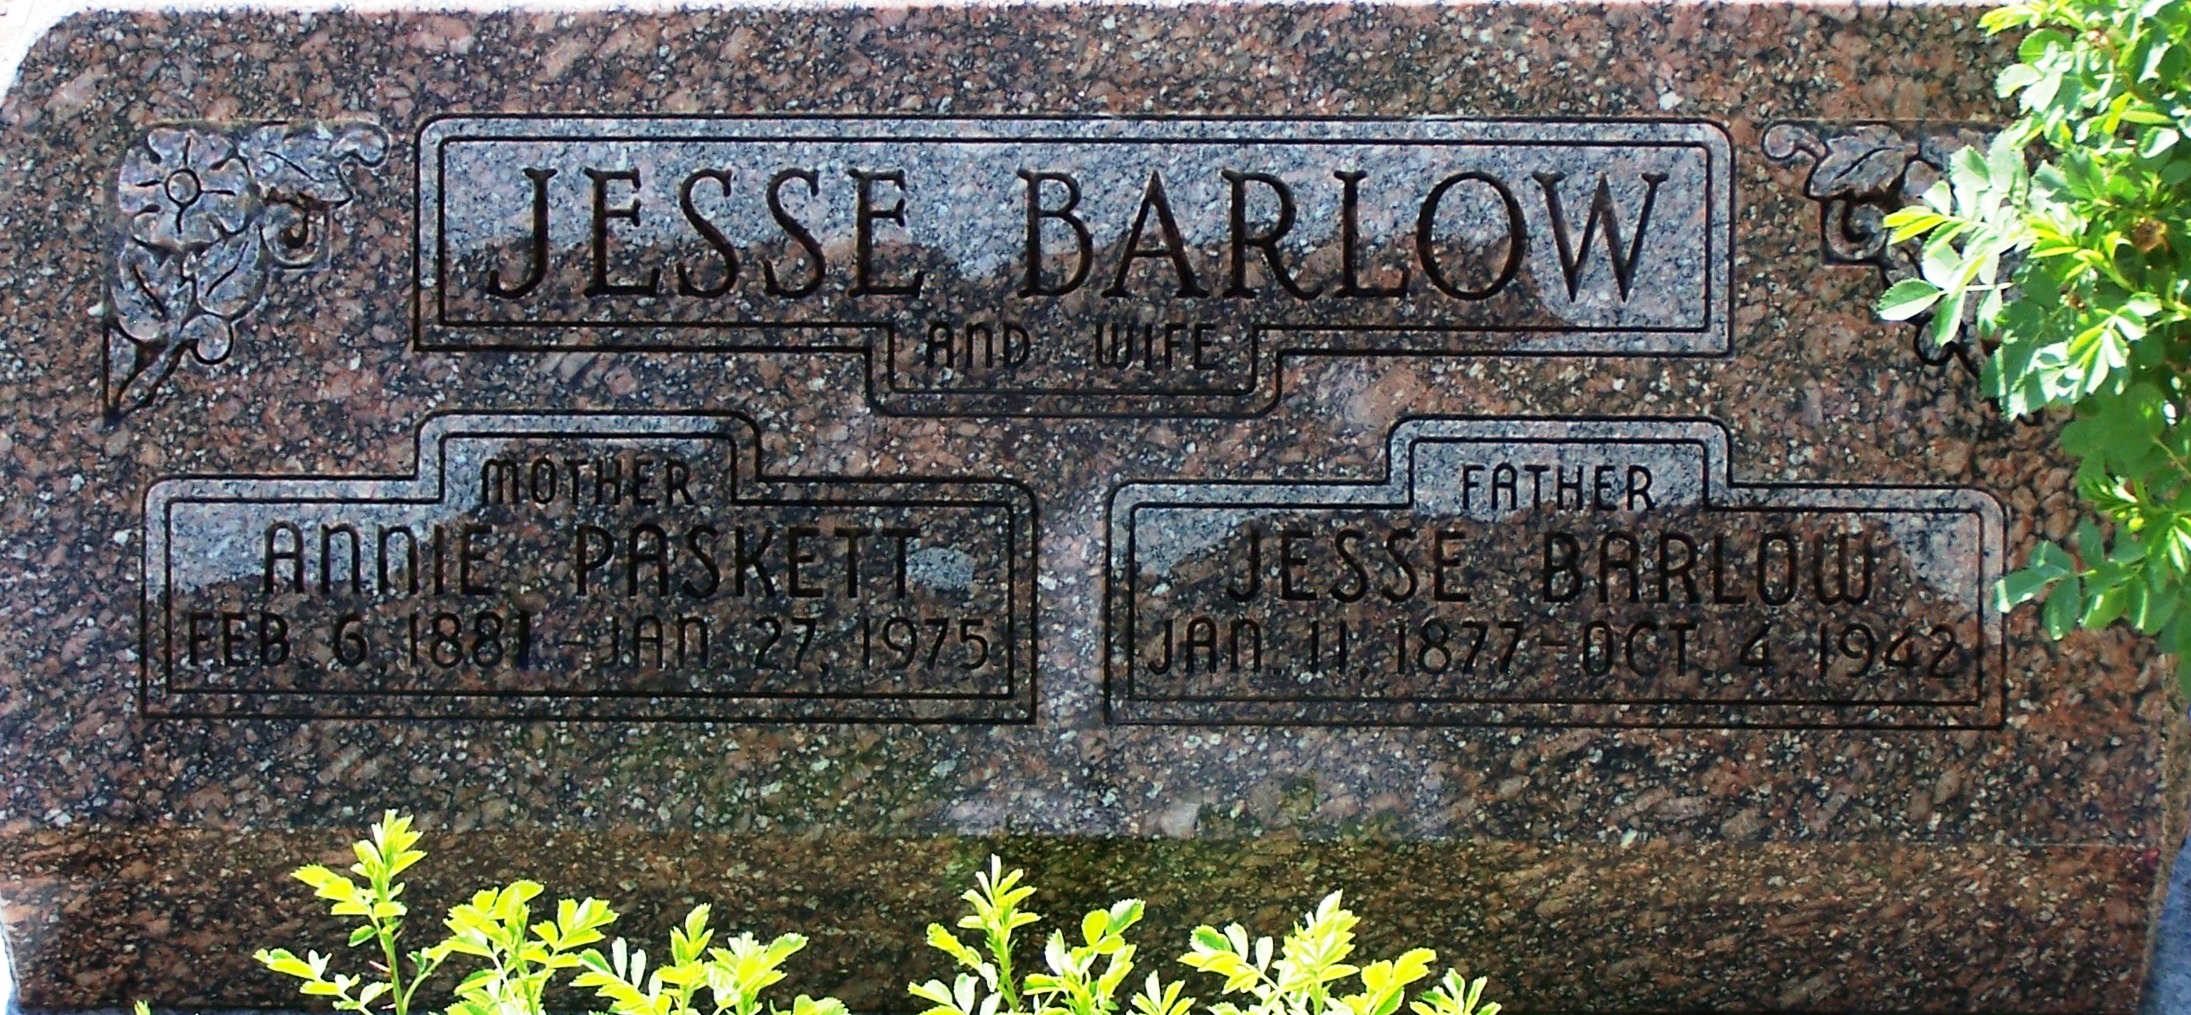 JESSE BARLOW
AND WIFE
MOTHER
ANNIE PASKETT
FEB. 6, 1881 - JAN. 27, 1975
FATHER
JESSE BARLOW
JAN. 11, 1877 - OCT. 4 1942